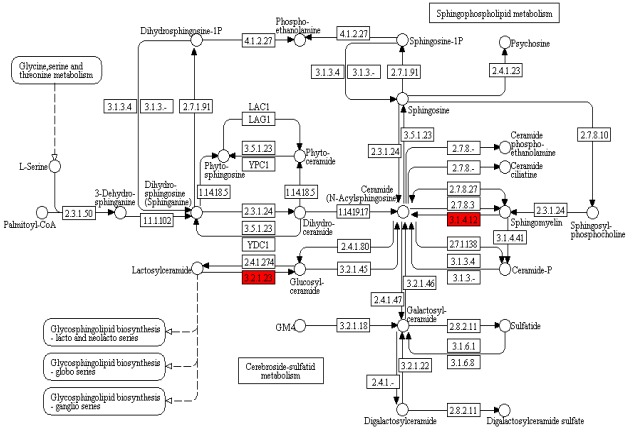 Sphingophospholipid metabolism
Phospho-
ethanolamine
Dihydrosphingosine-1P
4.1.2.27
4.1.2.27
Sphingosine-1P
Psychosine
Glycine,serine and
threonine metabolism
3.1.3.4
3.1.3.-
2.4.1.23
2.7.1.91
3.1.3.4
3.1.3.-
2.7.1.91
LAC1
LAG1
Sphingosine
3.5.1.23
2.7.8.10
3.5.1.23
YPC1
Phyto-
sphingosine
Phyto-
ceramide
2.3.1.24
2.7.8.-
Ceramide
phospho-
ethanolamine
2.7.8.-
Ceramide
ciliatine
L-Serine
3-Dehydro-
sphinganine
Dihydro-
sphingosine
(Sphinganine)
1.14.18.5
1.14.18.5
Ceramide
(N-Acylsphingosine)
2.7.8.27
2.7.8.3
3.1.4.12
Palmitoyl-CoA
2.3.1.50
1.1.1.102
2.3.1.24
3.5.1.23
YDC1
Dihydro-
ceramide
1.14.19.17
Sphingomyelin
2.3.1.24
Sphingosyl-
phosphocholine
3.1.4.41
2.4.1.80
2.7.1.138
3.1.3.4
3.1.3.-
Ceramide-P
Lactosylceramide
2.4.1.274
3.2.1.23
Glucosyl-
ceramide
3.2.1.45
3.2.1.46
2.4.1.47
Galactosyl-
ceramide
Glycosphingolipid biosynthesis
- lacto and neolacto series
GM4
3.2.1.18
2.8.2.11
Sulfatide
3.1.6.1
3.1.6.8
Glycosphingolipid biosynthesis
- globo series
Cerebroside-sulfatid
metabolism
3.2.1.22
2.4.1.-
Glycosphingolipid biosynthesis
- ganglio series
2.8.2.11
Digalactosylceramide
Digalactosylceramide sulfate